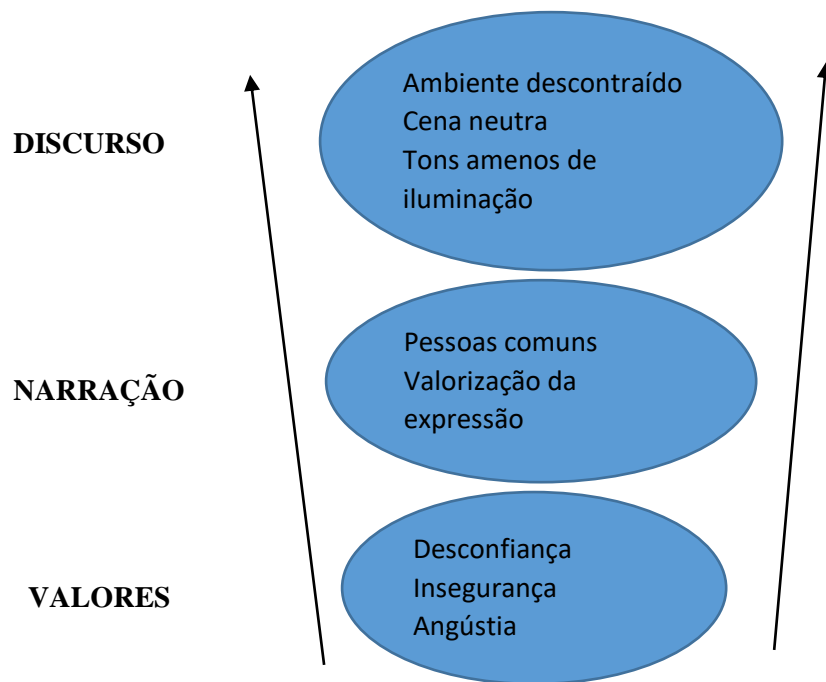 DISCURSO
Ambiente descontraído
Cena neutra
Tons amenos de
iluminação
NARRAÇÃO
Pessoas comuns
Valorização da
expressão
VALORES
Desconfiança
Insegurança
Angústia